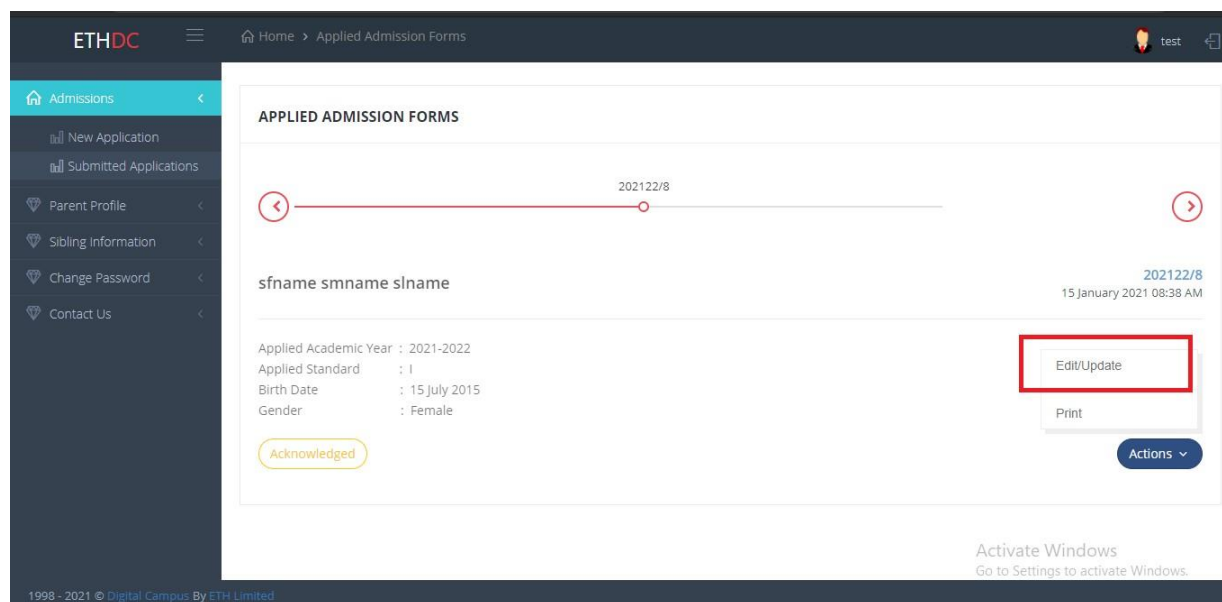 ETHDC
Home > Applied Admission Forms
test
Admissions
New Application
Submitted Applications
Parent Profile
Sibling Information
Change Password
Contact Us
APPLIED ADMISSION FORMS
202122/8
sfname smname slname
202122/8
15 January 2021 08:38 AM
Applied Academic Year : 2021-2022
Applied Standard : I
Birth Date : 15 July 2015
Gender : Female
Edit/Update
Print
Acknowledged
Actions
Activate Windows
Go to Settings to activate Windows.
1998 - 2021 © Digital Campus By ETH Limited